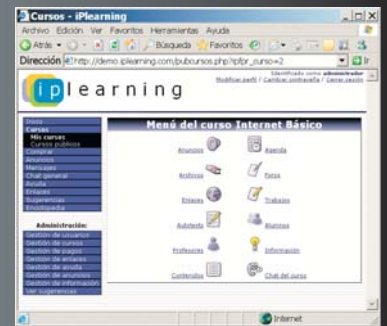 Cursos - iPlearning
Archivo Edición Ver Favoritos Herramientas Ayuda
Atrás Búsqueda Favoritos
Dirección http://demo.iplearning.com/pubcursos.php?ipfpr_curso=2 Ir
Identificado como administrador
Modificar perfil / Cambiar contraseña / Cerrar sesión
iplearning
Inicio
Cursos
Mis cursos
Cursos públicos
Comprar
Anuncios
Mensajes
Chat general
Ayuda
Enlaces
Sugerencias
Enciclopedia
Administración:
Gestión de usuarios
Gestión de cursos
Gestión de pagos
Gestión de enlaces
Gestión de ayuda
Gestión de anuncios
Gestión de información
Ver sugerencias
Menú del curso Internet Básico
Anuncios Agenda
Archivos Foros
Enlaces Trabajos
Autotests Alumnos
Profesores Información
Contenidos Chat del curso
Internet